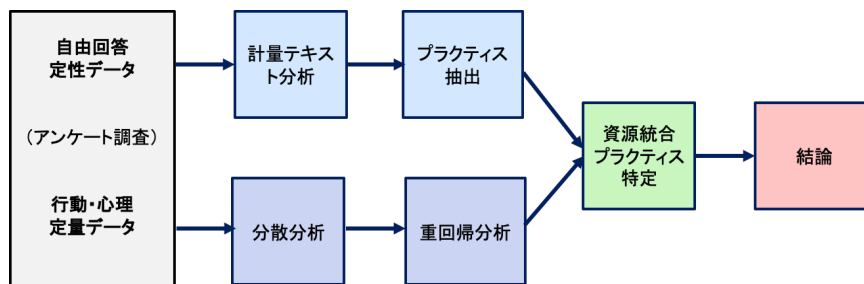 自由回答
定性データ
（アンケート調査）
行動・心理
定量データ
計量テキス
ト分析
プラクティス
抽出
分散分析
重回帰分析
資源統合
プラクティス
特定
結論